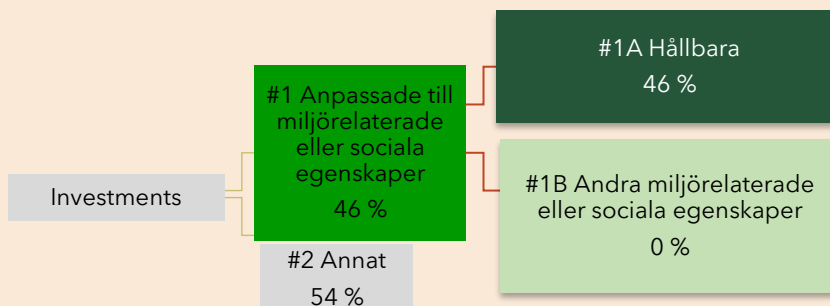 Investments
#1 Anpassade till
miljörelaterade
eller sociala
egenskaper
46 %
#2 Annat
54 %
#1A Hållbara
46 %
#1B Andra miljörelaterade
eller sociala egenskaper
0 %